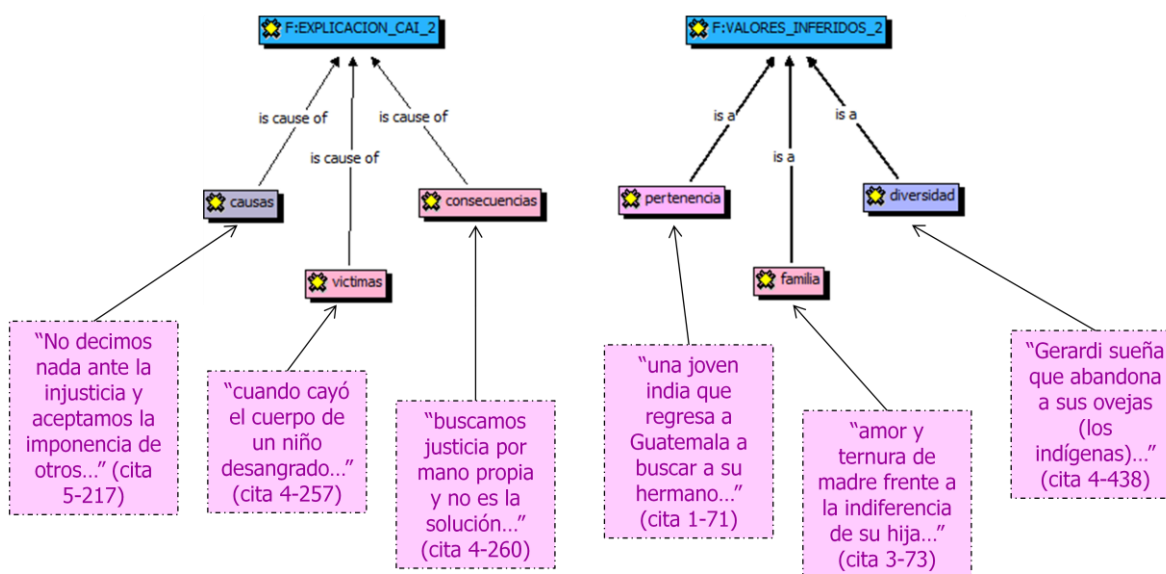 F:EXPLICACION_CAI_2
F:VALORES_INFERIDOS_2
is cause of
is cause of
is cause of
is a
is a
is a
causas
consecuencias
pertenencia
diversidad
victimas
familia
“No decimos
nada ante la
injusticia y
aceptamos la
imponencia de
otros…” (cita
5-217)
“cuando cayó
el cuerpo de
un niño
desangrado…”
(cita 4-257)
“buscamos
justicia por
mano propia
y no es la
solución…”
(cita 4-260)
“una joven
india que
regresa a
Guatemala a
buscar a su
hermano…”
(cita 1-71)
“amor y
ternura de
madre frente a
la indiferencia
de su hija…”
(cita 3-73)
“Gerardi sueña
que abandona
a sus ovejas
(los
indígenas)…”
(cita 4-438)